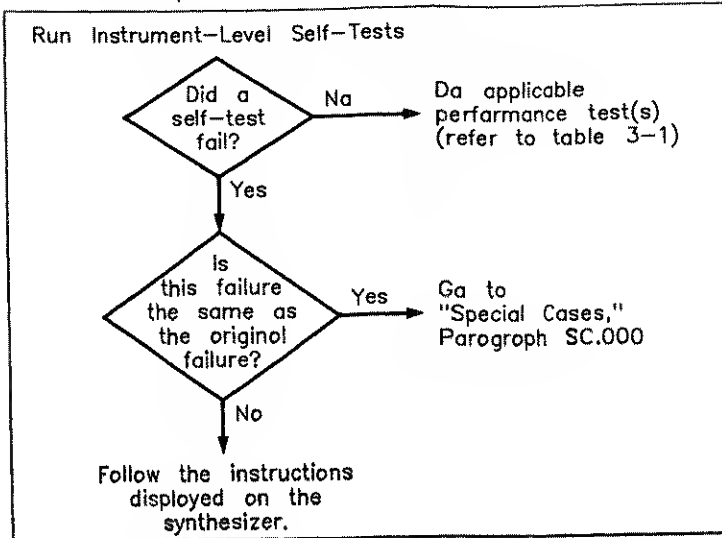 Run Instrument-Level Self-Tests
Did a
self-test
fail?
Na
Da applicable
perfarmance test(s)
(refer to table 3-1)
Yes
Is
this failure
the same as
the originol
failure?
Yes
Ga to
"Special Cases,"
Parogroph SC.000
No
Follow the instructions
displayed on the
synthesizer.